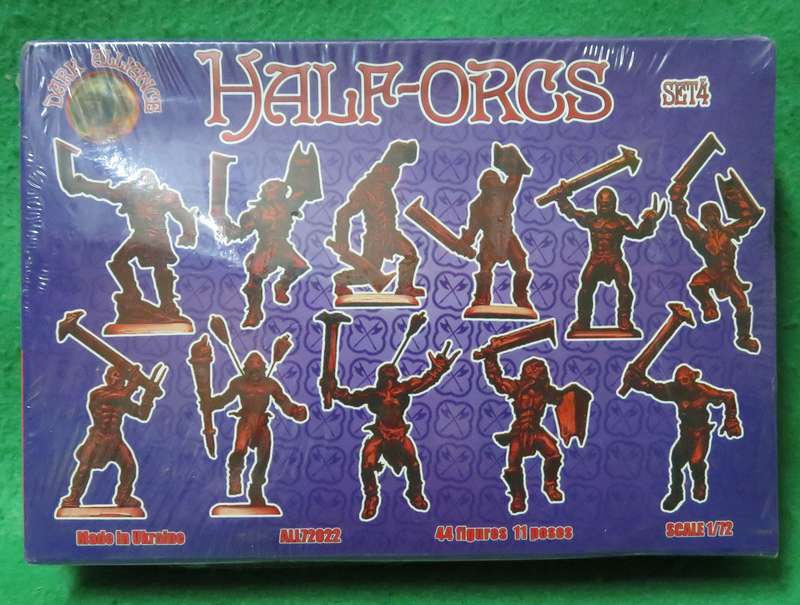 DARK ALLIANCE
HALF-ORCS
SET4
Made in Ukraine
ALL72022
44 figures 11 poses
SCALE 1/72